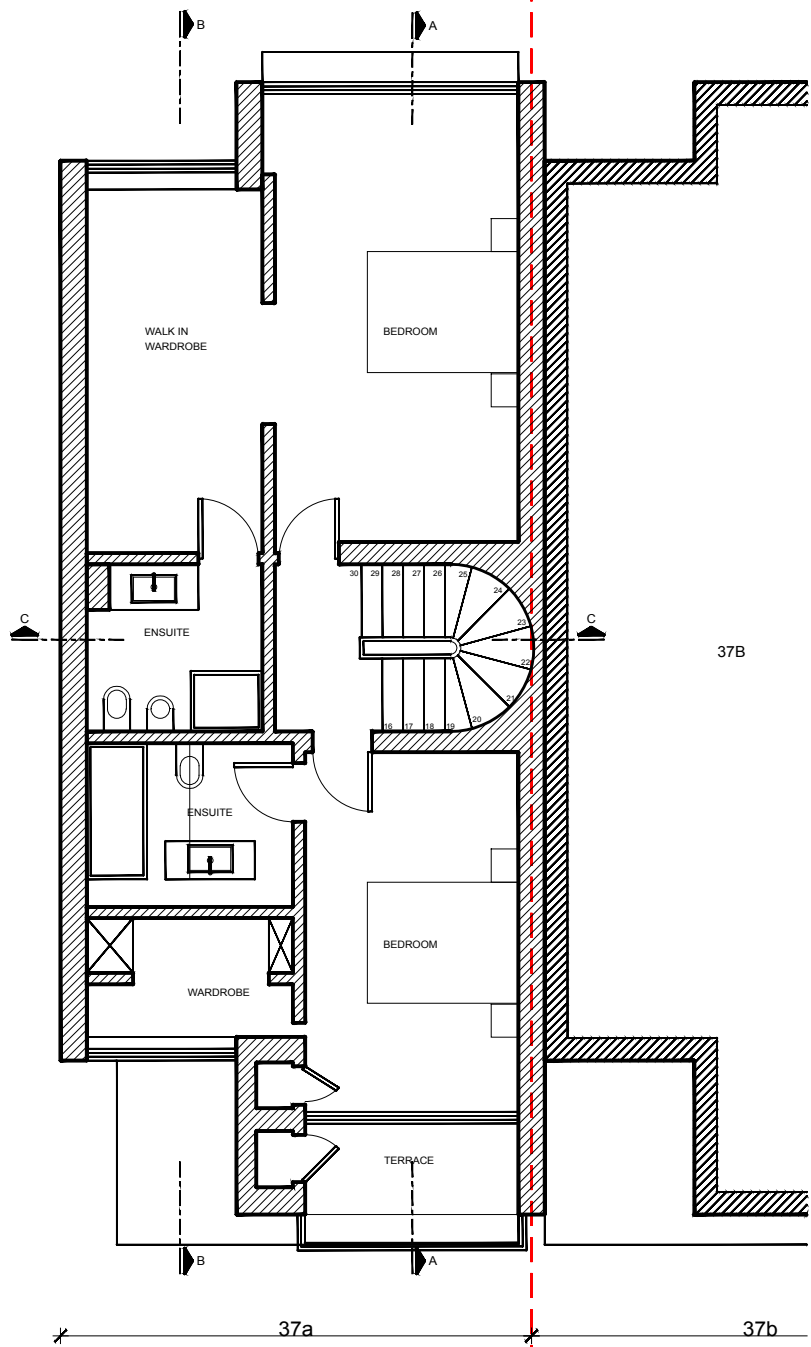 B
A
WALK IN
WARDROBE
BEDROOM
30 29 28 27 26 25
24
23
C
C
ENSUITE
37B
22
21
20
16 17 18 19
ENSUITE
BEDROOM
WARDROBE
TERRACE
B
A
37a
37b